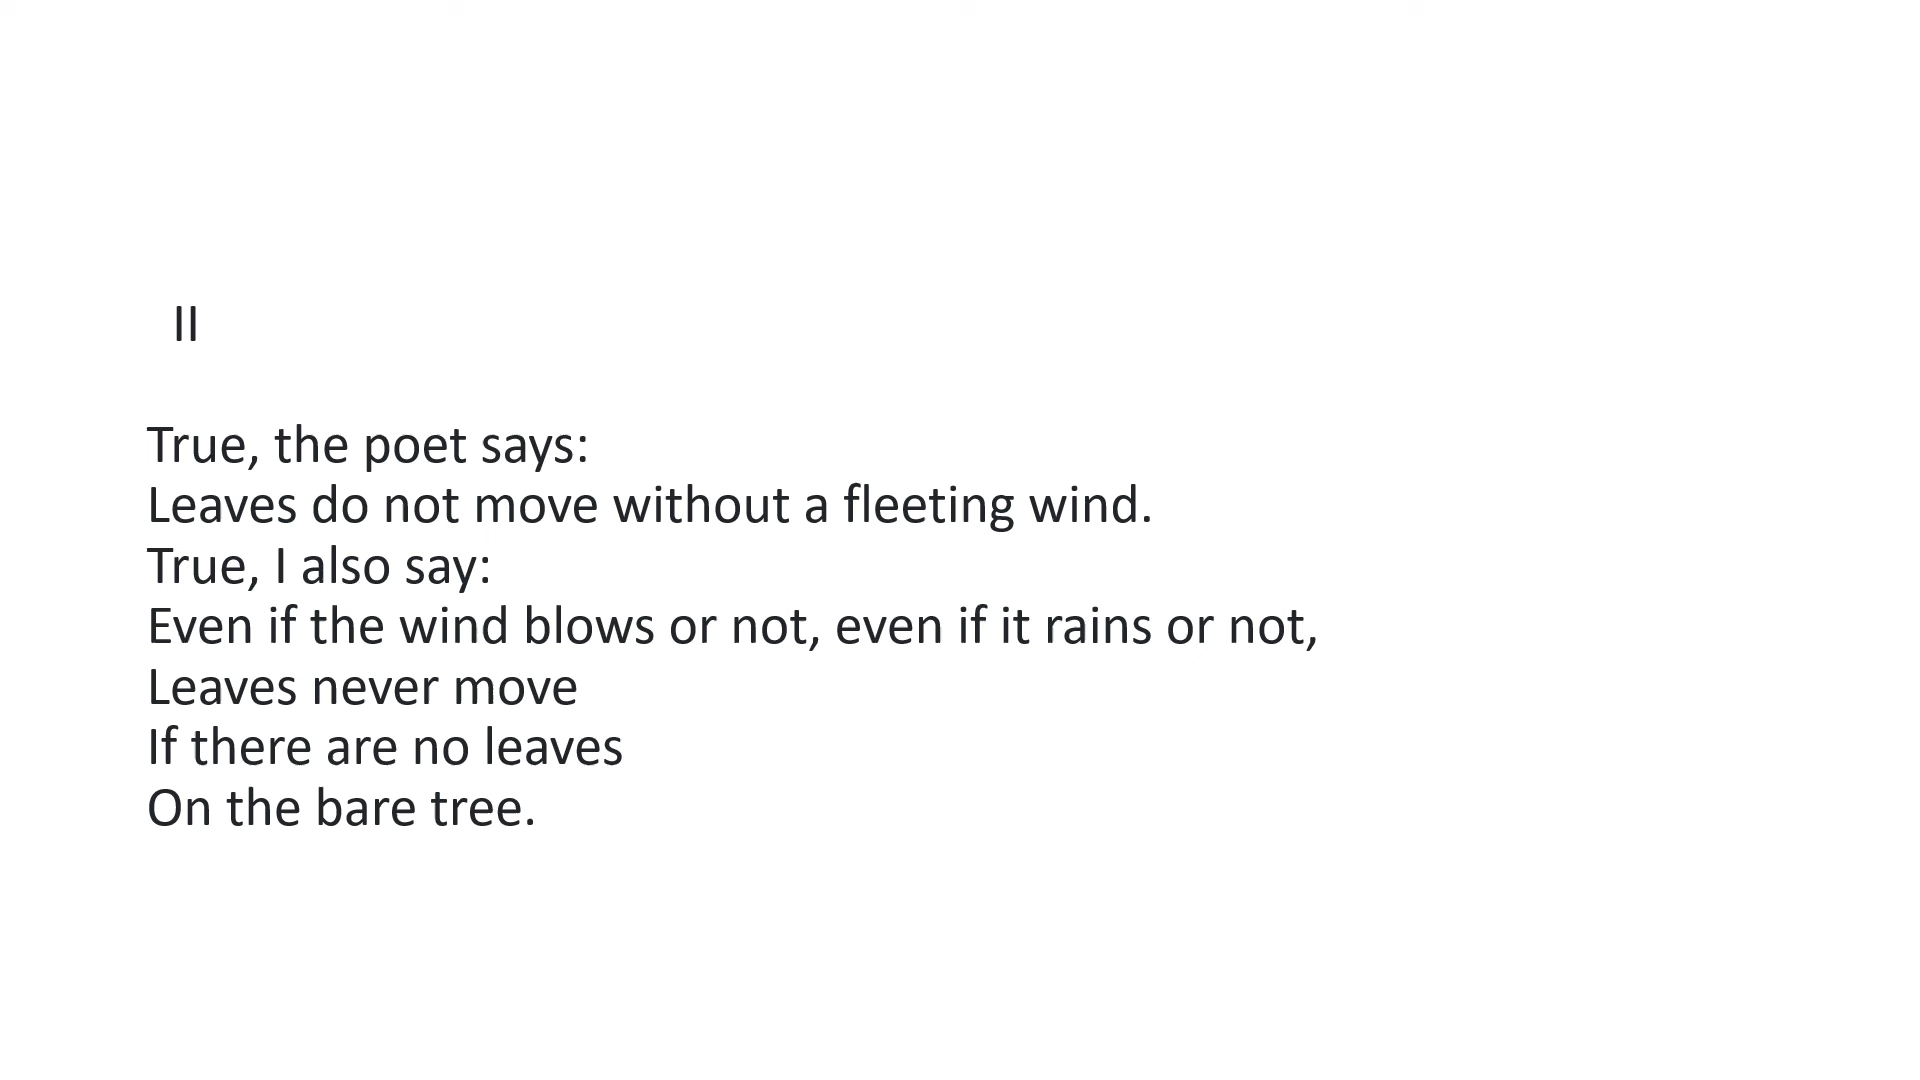 II
True, the poet says:
Leaves do not move without a fleeting wind.
True, I also say:
Even if the wind blows or not, even if it rains or not,
Leaves never move
If there are no leaves
On the bare tree.